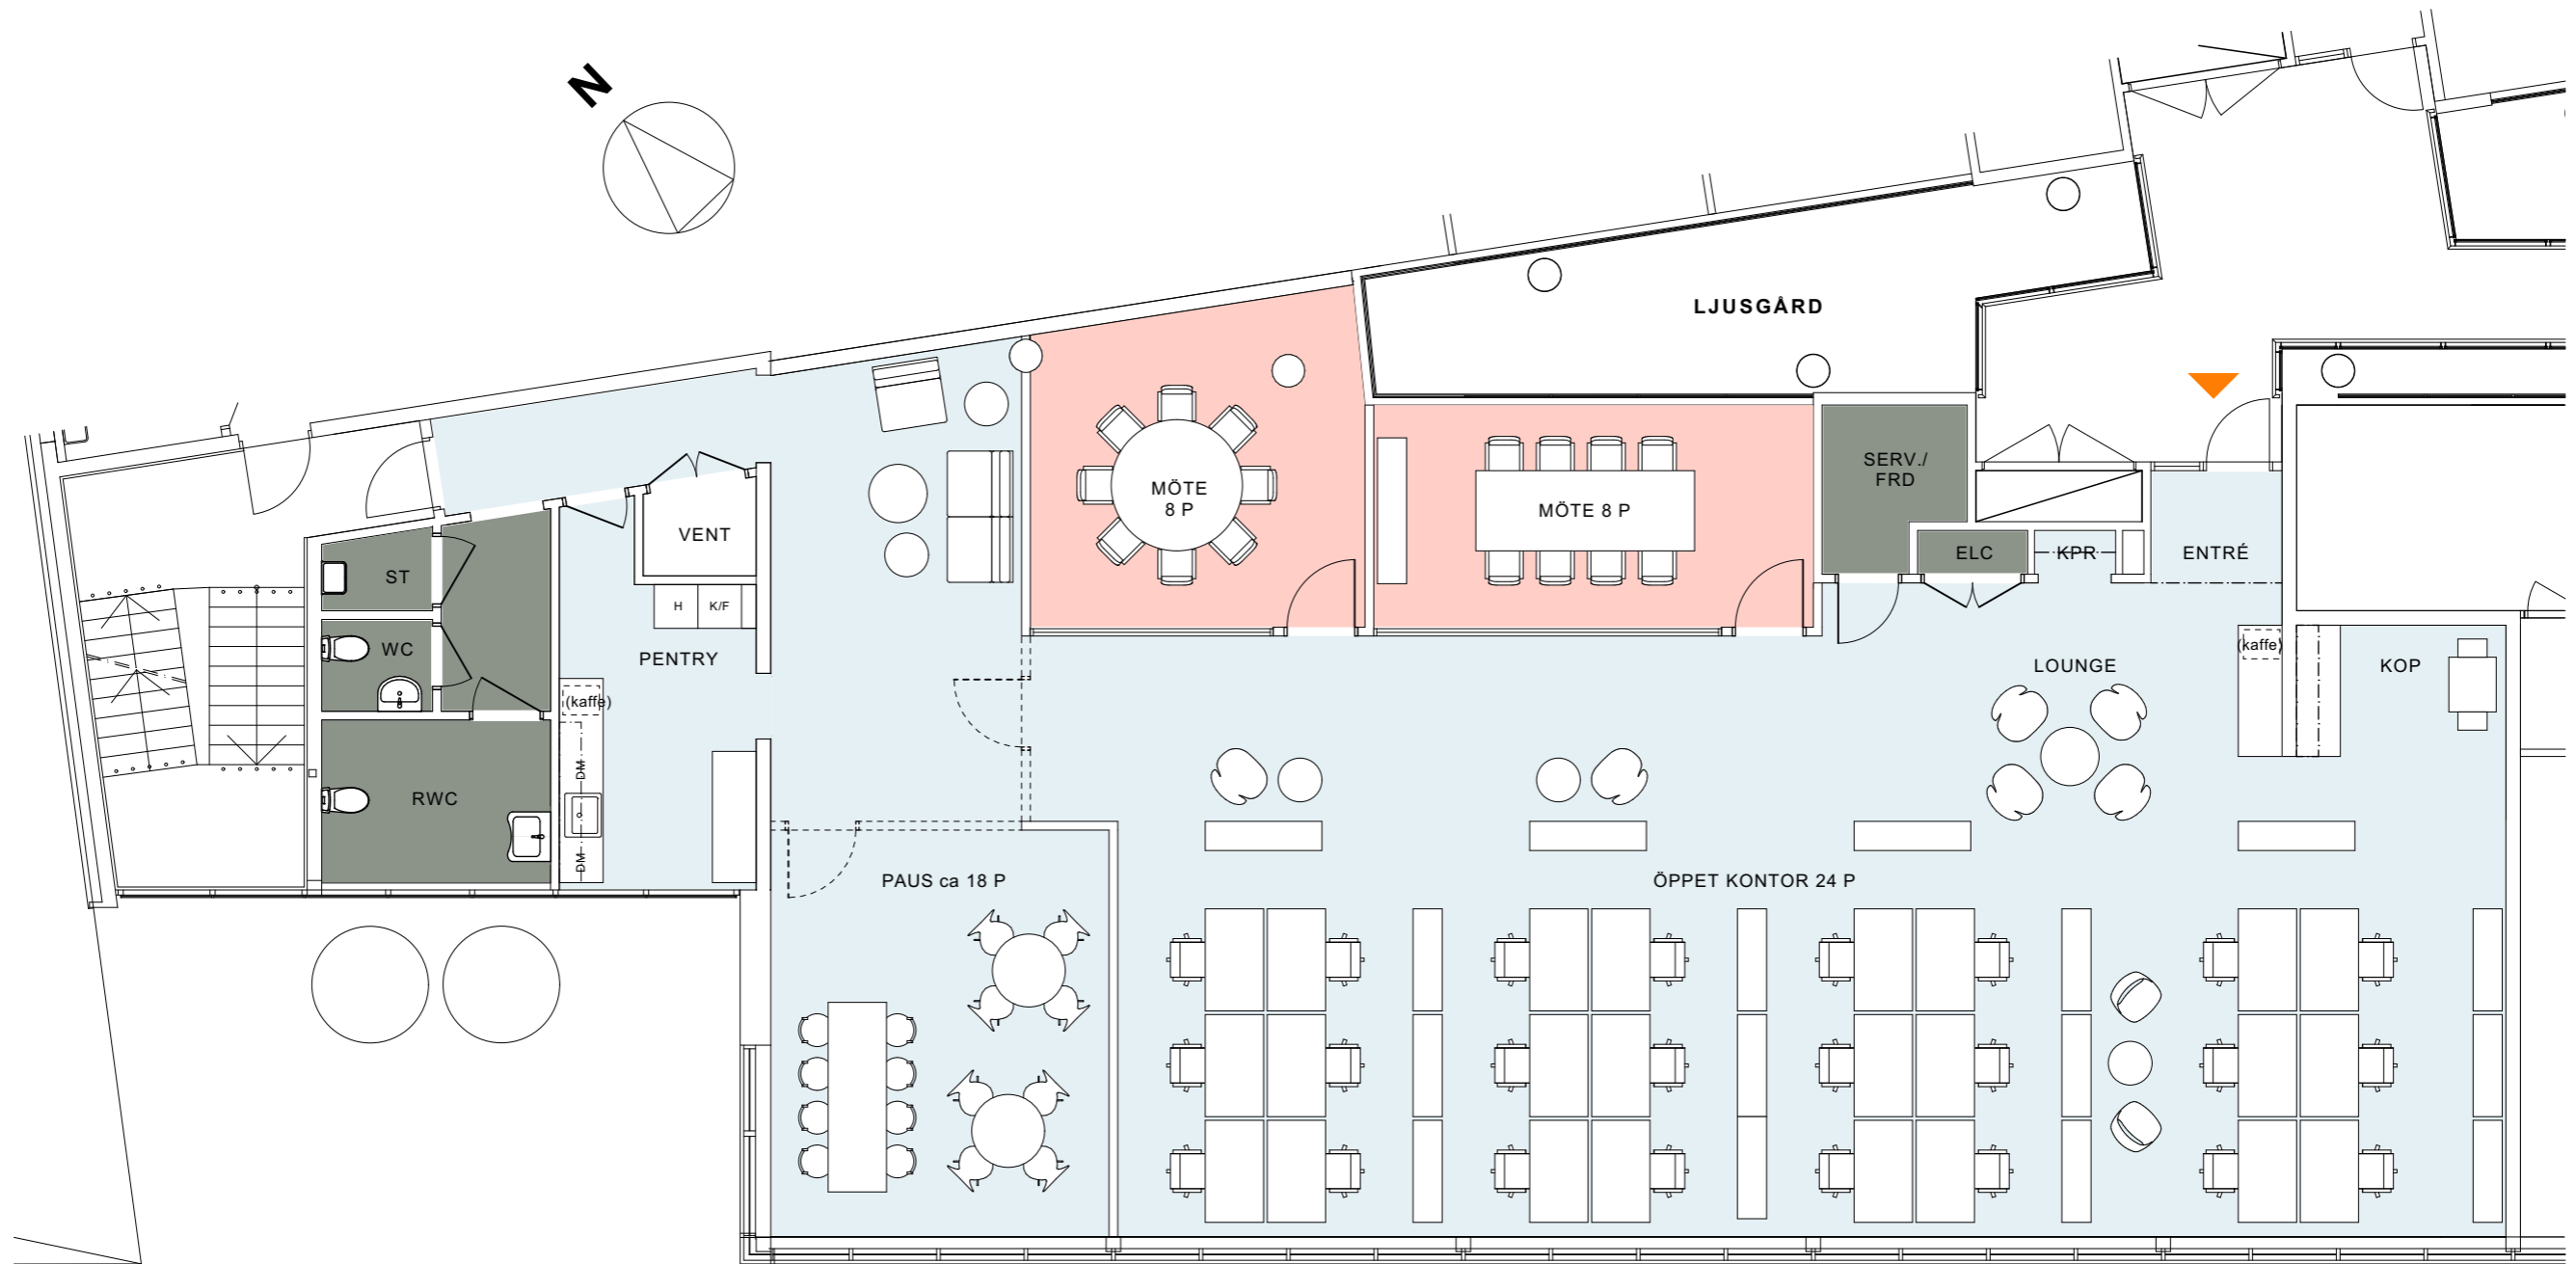 N
LJUSGÅRD
MÖTE
8 P
MÖTE 8 P
SERV./
FRD
VENT
ELC
KPR
ENTRÉ
ST
H
K/F
WC
PENTRY
(kaffe)
LOUNGE
(kaffe)
KOP
DM
RWC
DM
PAUS ca 18 P
ÖPPET KONTOR 24 P